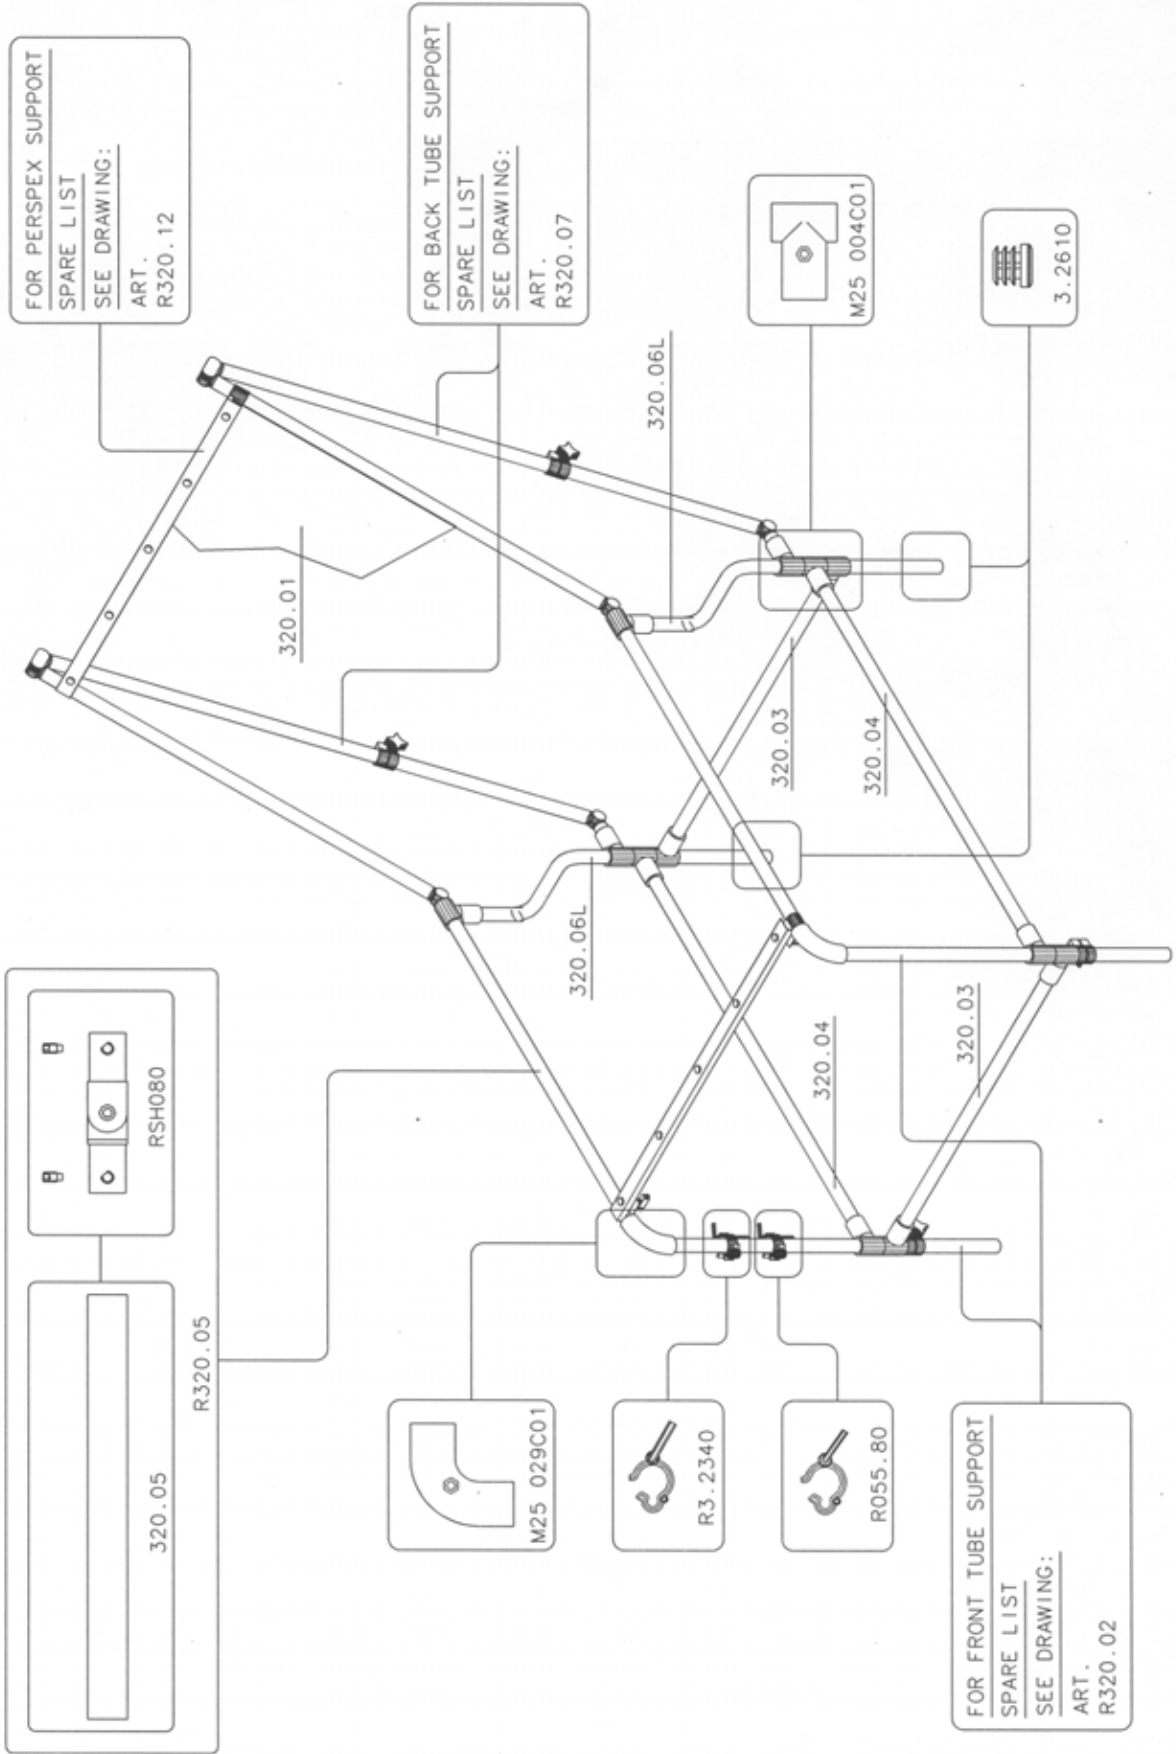 320.05
RSH080
R320.05
FOR PERSPEX SUPPORT
SPARE LIST
SEE DRAWING:
ART.
R320.12
320.01
FOR BACK TUBE SUPPORT
SPARE LIST
SEE DRAWING:
ART.
R320.07
M25 029C01
320.06L
320.06L
R3.2340
320.04
320.03
M25 004C01
R055.80
320.03
320.04
3.2610
FOR FRONT TUBE SUPPORT
SPARE LIST
SEE DRAWING:
ART.
R320.02